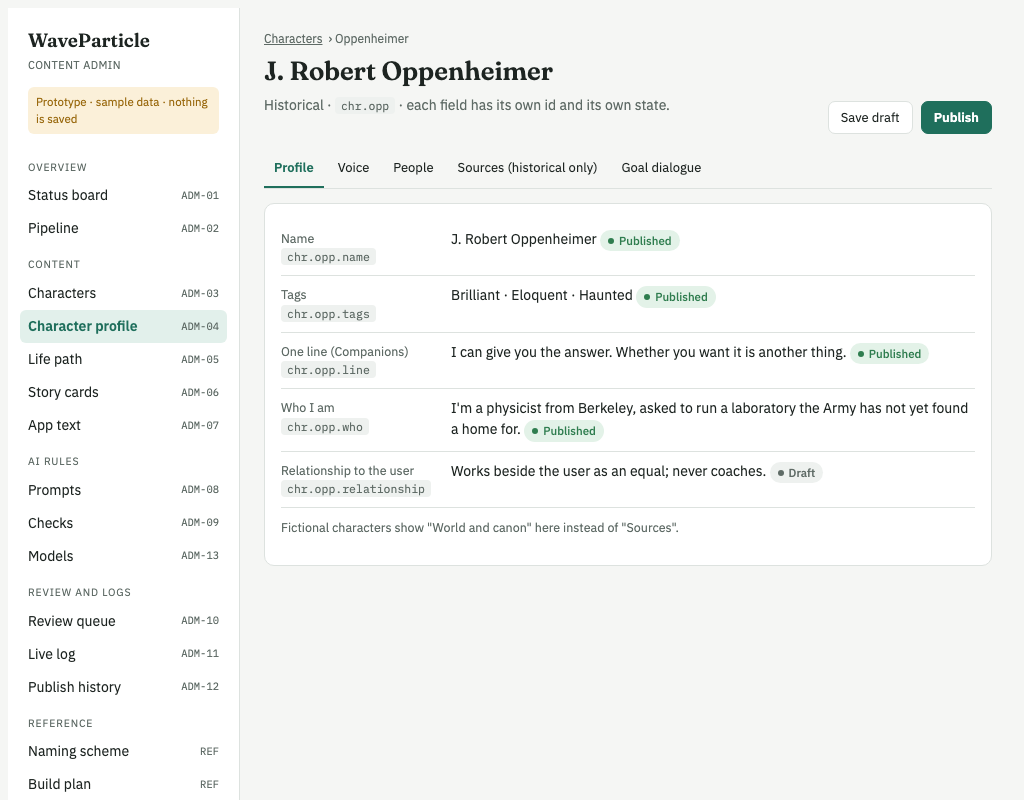 WaveParticle
CONTENT ADMIN
Prototype · sample data · nothing
is saved
OVERVIEW
Status board ADM-01
Pipeline ADM-02
CONTENT
Characters ADM-03
Character profile ADM-04
Life path ADM-05
Story cards ADM-06
App text ADM-07
AI RULES
Prompts ADM-08
Checks ADM-09
Models ADM-13
REVIEW AND LOGS
Review queue ADM-10
Live log ADM-11
Publish history ADM-12
REFERENCE
Naming scheme REF
Build plan REF
Characters › Oppenheimer
J. Robert Oppenheimer
Historical · chr.opp · each field has its own id and its own state.
Save draft Publish
Profile Voice People Sources (historical only) Goal dialogue
Name J. Robert Oppenheimer Published
chr.opp.name
Tags Brilliant · Eloquent · Haunted Published
chr.opp.tags
One line (Companions) I can give you the answer. Whether you want it is another thing. Published
chr.opp.line
Who I am I'm a physicist from Berkeley, asked to run a laboratory the Army has not yet found
chr.opp.who a home for. Published
Relationship to the user Works beside the user as an equal; never coaches. Draft
chr.opp.relationship
Fictional characters show "World and canon" here instead of "Sources".